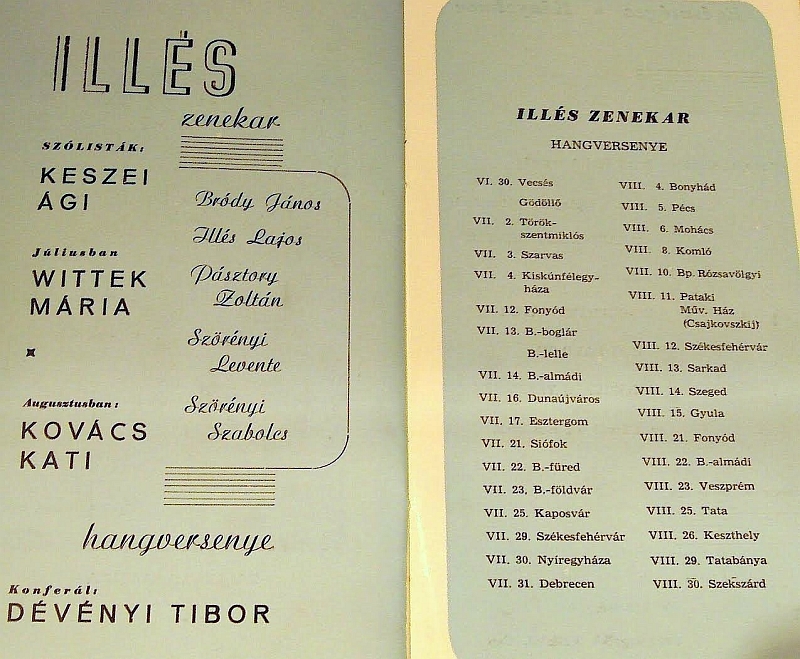 ILLÉS
zenekar
SZÓLISTÁK:
KESZEI
ÁGI
Júliusban
WITTEK
MÁRIA
Augusztusban:
KOVÁCS
KATI
Bródy János
Illés Lajos
Pásztory
Zoltán
Szörényi
Levente
Szörényi
Szabolcs
hangversenye
Konferál:
DÉVÉNYI TIBOR
ILLÉS ZENEKAR
HANGVERSENYE
VI. 30. Vecsés
Gödöllő
VII. 2. Török-
szentmiklós
VII. 3. Szarvas
VII. 4. Kiskúnfélegy-
háza
VII. 12. Fonyód
VII. 13. B.-boglár
B.-lelle
VII. 14. B.-almádi
VII. 16. Dunaújváros
VII. 17. Esztergom
VII. 21. Siófok
VII. 22. B.-füred
VII. 23. B.-földvár
VII. 25. Kaposvár
VII. 29. Székesfehérvár
VII. 30. Nyíregyháza
VII. 31. Debrecen
VIII. 4. Bonyhád
VIII. 5. Pécs
VIII. 6. Mohács
VIII. 8. Komló
VIII. 10. Bp. Rózsavölgyi
VIII. 11. Pataki
Műv. Ház
(Csajkovszkij)
VIII. 12. Székesfehérvár
VIII. 13. Sarkad
VIII. 14. Szeged
VIII. 15. Gyula
VIII. 21. Fonyód
VIII. 22. B.-almádi
VIII. 23. Veszprém
VIII. 25. Tata
VIII. 26. Keszthely
VIII. 29. Tatabánya
VIII. 30. Szekszárd